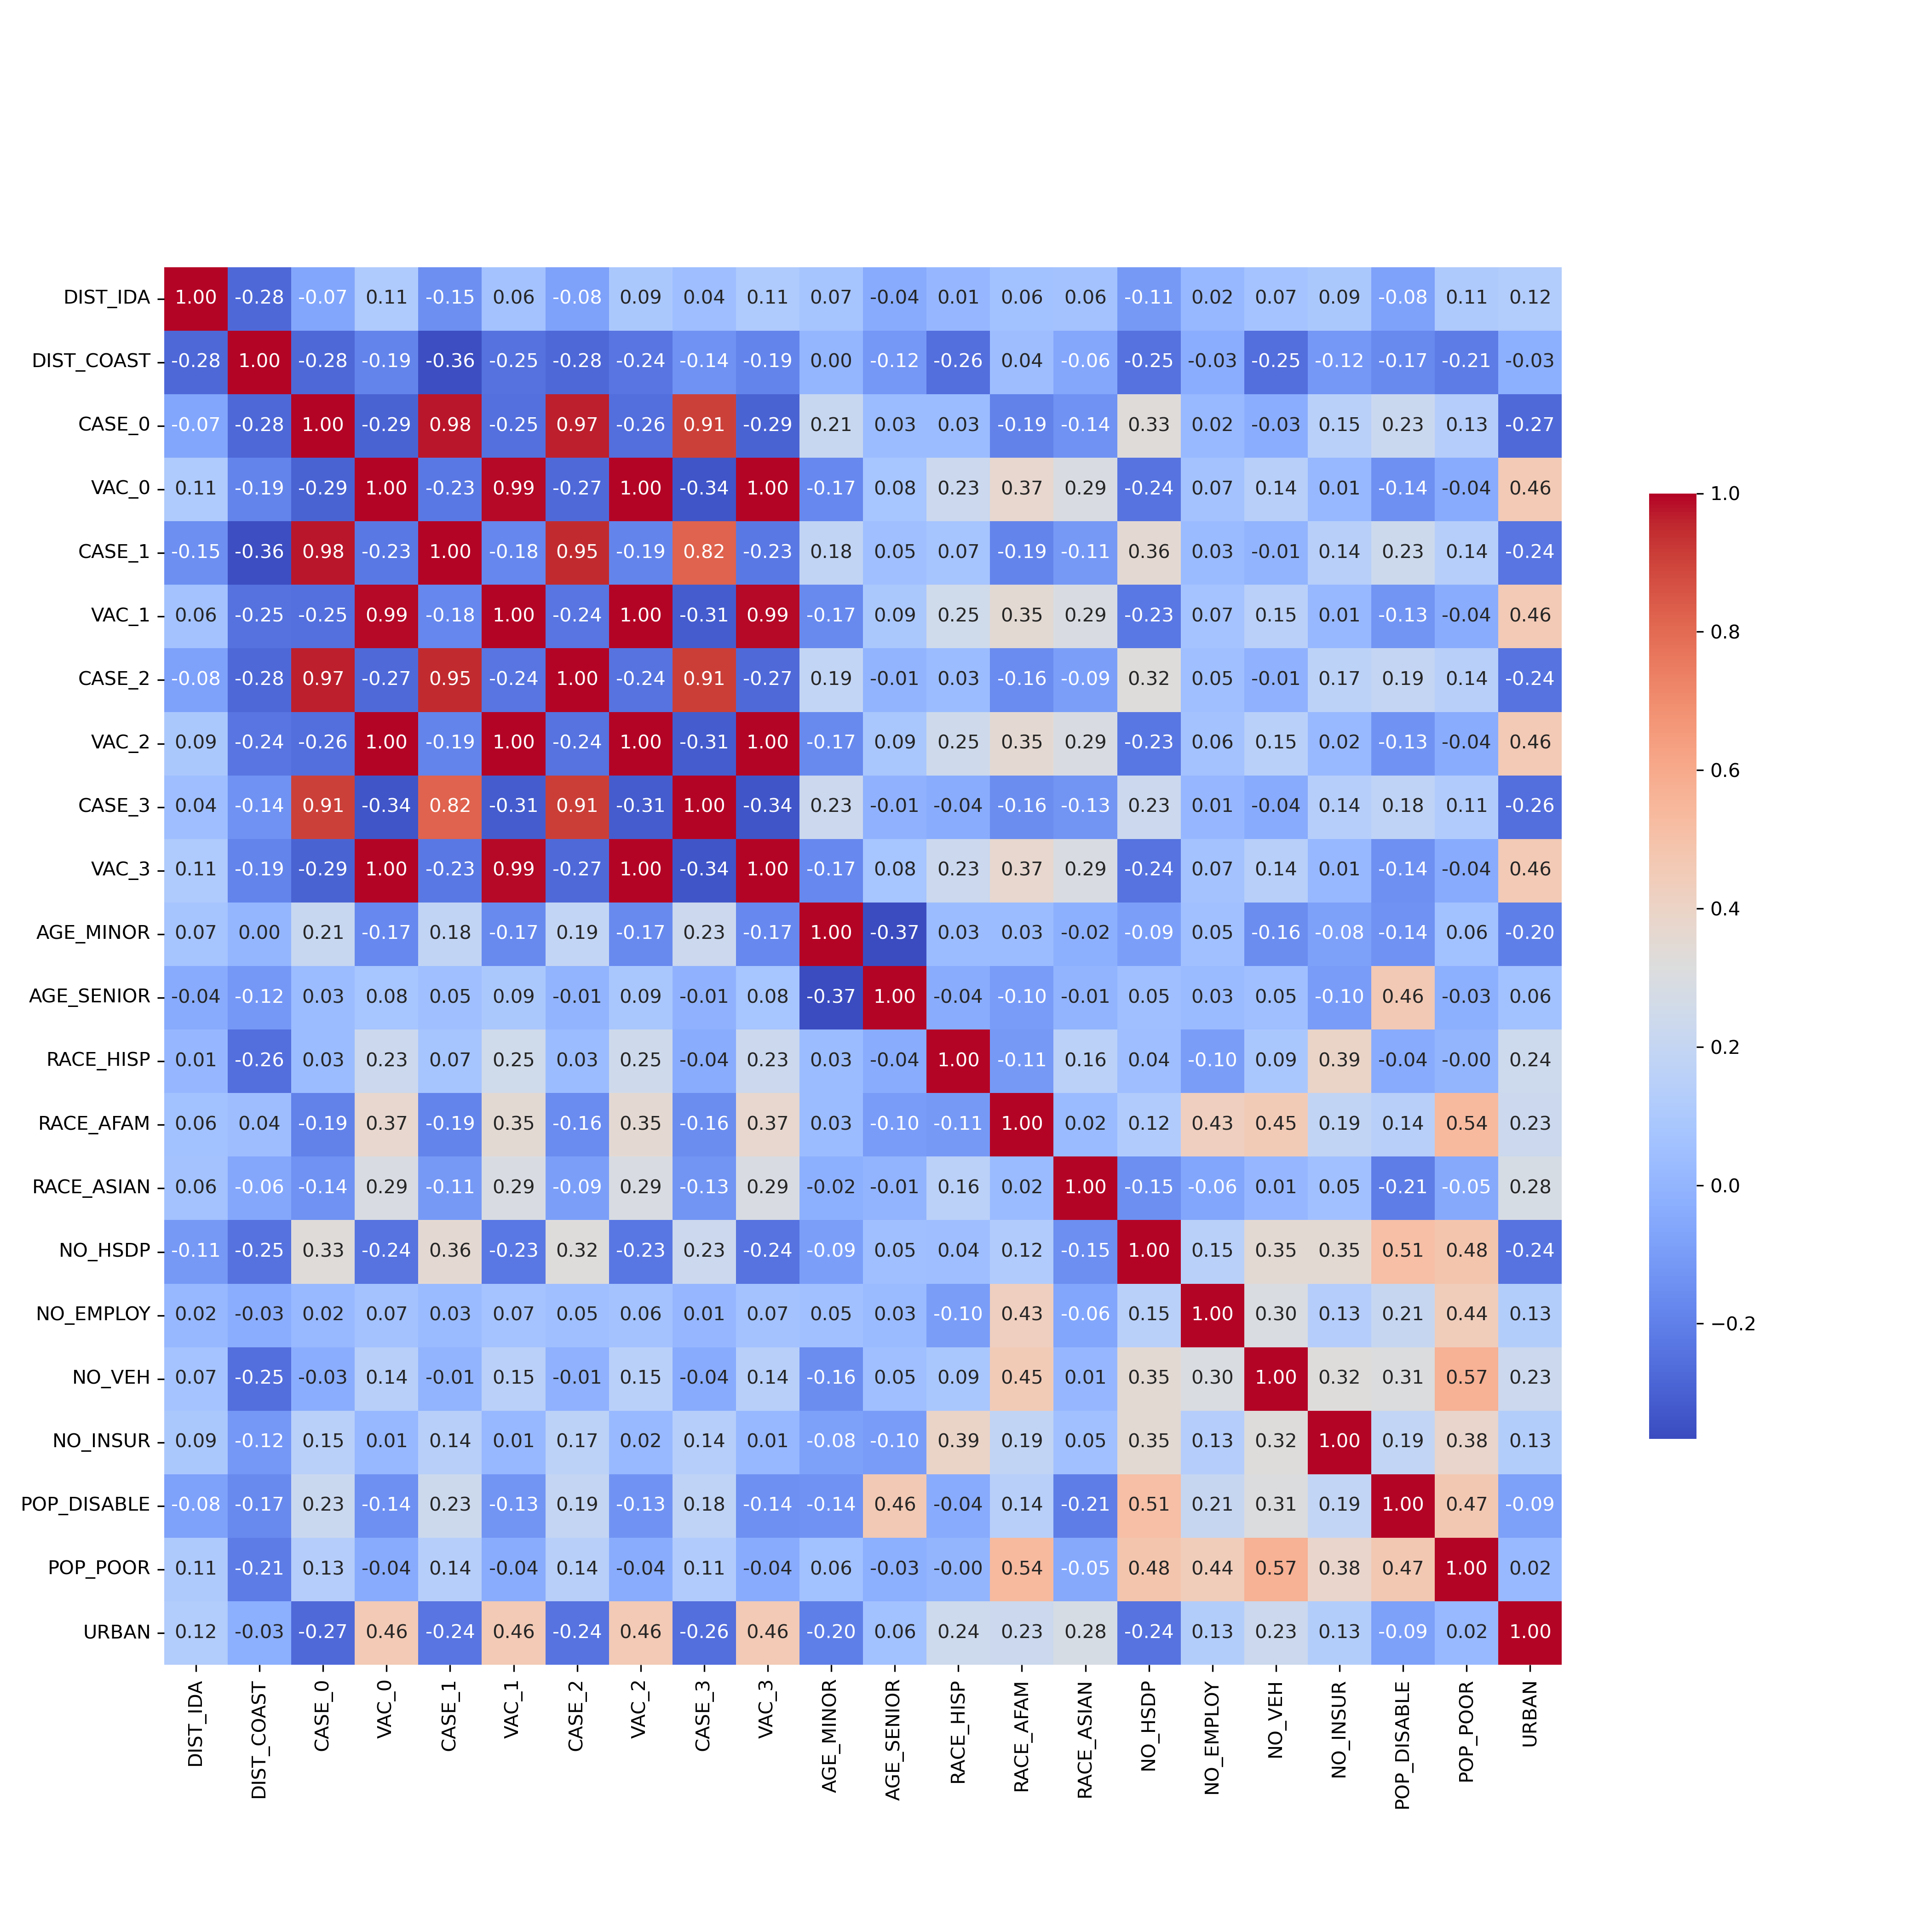 DIST_IDA 1.00 -0.28 -0.07 0.11 -0.15 0.06 -0.08 0.09 0.04 0.11 0.07 -0.04 0.01 0.06 0.06 -0.11 0.02 0.07 0.09 -0.08 0.11 0.12
DIST_COAST -0.28 1.00 -0.28 -0.19 -0.36 -0.25 -0.28 -0.24 -0.14 -0.19 0.00 -0.12 -0.26 0.04 -0.06 -0.25 -0.03 -0.25 -0.12 -0.17 -0.21 -0.03
CASE_0 -0.07 -0.28 1.00 -0.29 0.98 -0.25 0.97 -0.26 0.91 -0.29 0.21 0.03 0.03 -0.19 -0.14 0.33 0.02 -0.03 0.15 0.23 0.13 -0.27
VAC_0 0.11 -0.19 -0.29 1.00 -0.23 0.99 -0.27 1.00 -0.34 1.00 -0.17 0.08 0.23 0.37 0.29 -0.24 0.07 0.14 0.01 -0.14 -0.04 0.46
CASE_1 -0.15 -0.36 0.98 -0.23 1.00 -0.18 0.95 -0.19 0.82 -0.23 0.18 0.05 0.07 -0.19 -0.11 0.36 0.03 -0.01 0.14 0.23 0.14 -0.24
VAC_1 0.06 -0.25 -0.25 0.99 -0.18 1.00 -0.24 1.00 -0.31 0.99 -0.17 0.09 0.25 0.35 0.29 -0.23 0.07 0.15 0.01 -0.13 -0.04 0.46
CASE_2 -0.08 -0.28 0.97 -0.27 0.95 -0.24 1.00 -0.24 0.91 -0.27 0.19 -0.01 0.03 -0.16 -0.09 0.32 0.05 -0.01 0.17 0.19 0.14 -0.24
VAC_2 0.09 -0.24 -0.26 1.00 -0.19 1.00 -0.24 1.00 -0.31 1.00 -0.17 0.09 0.25 0.35 0.29 -0.23 0.06 0.15 0.02 -0.13 -0.04 0.46
CASE_3 0.04 -0.14 0.91 -0.34 0.82 -0.31 0.91 -0.31 1.00 -0.34 0.23 -0.01 -0.04 -0.16 -0.13 0.23 0.01 -0.04 0.14 0.18 0.11 -0.26
VAC_3 0.11 -0.19 -0.29 1.00 -0.23 0.99 -0.27 1.00 -0.34 1.00 -0.17 0.08 0.23 0.37 0.29 -0.24 0.07 0.14 0.01 -0.14 -0.04 0.46
AGE_MINOR 0.07 0.00 0.21 -0.17 0.18 -0.17 0.19 -0.17 0.23 -0.17 1.00 -0.37 0.03 0.03 -0.02 -0.09 0.05 -0.16 -0.08 -0.14 0.06 -0.20
AGE_SENIOR -0.04 -0.12 0.03 0.08 0.05 0.09 -0.01 0.09 -0.01 0.08 -0.37 1.00 -0.04 -0.10 -0.01 0.05 0.03 0.05 -0.10 0.46 -0.03 0.06
RACE_HISP 0.01 -0.26 0.03 0.23 0.07 0.25 0.03 0.25 -0.04 0.23 0.03 -0.04 1.00 -0.11 0.16 0.04 -0.10 0.09 0.39 -0.04 -0.00 0.24
RACE_AFAM 0.06 0.04 -0.19 0.37 -0.19 0.35 -0.16 0.35 -0.16 0.37 0.03 -0.10 -0.11 1.00 0.02 0.12 0.43 0.45 0.19 0.14 0.54 0.23
RACE_ASIAN 0.06 -0.06 -0.14 0.29 -0.11 0.29 -0.09 0.29 -0.13 0.29 -0.02 -0.01 0.16 0.02 1.00 -0.15 -0.06 0.01 0.05 -0.21 -0.05 0.28
NO_HSDP -0.11 -0.25 0.33 -0.24 0.36 -0.23 0.32 -0.23 0.23 -0.24 -0.09 0.05 0.04 0.12 -0.15 1.00 0.15 0.35 0.35 0.51 0.48 -0.24
NO_EMPLOY 0.02 -0.03 0.02 0.07 0.03 0.07 0.05 0.06 0.01 0.07 0.05 0.03 -0.10 0.43 -0.06 0.15 1.00 0.30 0.13 0.21 0.44 0.13
NO_VEH 0.07 -0.25 -0.03 0.14 -0.01 0.15 -0.01 0.15 -0.04 0.14 -0.16 0.05 0.09 0.45 0.01 0.35 0.30 1.00 0.32 0.31 0.57 0.23
NO_INSUR 0.09 -0.12 0.15 0.01 0.14 0.01 0.17 0.02 0.14 0.01 -0.08 -0.10 0.39 0.19 0.05 0.35 0.13 0.32 1.00 0.19 0.38 0.13
POP_DISABLE -0.08 -0.17 0.23 -0.14 0.23 -0.13 0.19 -0.13 0.18 -0.14 -0.14 0.46 -0.04 0.14 -0.21 0.51 0.21 0.31 0.19 1.00 0.47 -0.09
POP_POOR 0.11 -0.21 0.13 -0.04 0.14 -0.04 0.14 -0.04 0.11 -0.04 0.06 -0.03 -0.00 0.54 -0.05 0.48 0.44 0.57 0.38 0.47 1.00 0.02
URBAN 0.12 -0.03 -0.27 0.46 -0.24 0.46 -0.24 0.46 -0.26 0.46 -0.20 0.06 0.24 0.23 0.28 -0.24 0.13 0.23 0.13 -0.09 0.02 1.00
DIST_IDA DIST_COAST CASE_0 VAC_0 CASE_1 VAC_1 CASE_2 VAC_2 CASE_3 VAC_3 AGE_MINOR AGE_SENIOR RACE_HISP RACE_AFAM RACE_ASIAN NO_HSDP NO_EMPLOY NO_VEH NO_INSUR POP_DISABLE POP_POOR URBAN
1.0
0.8
0.6
0.4
0.2
0.0
−0.2